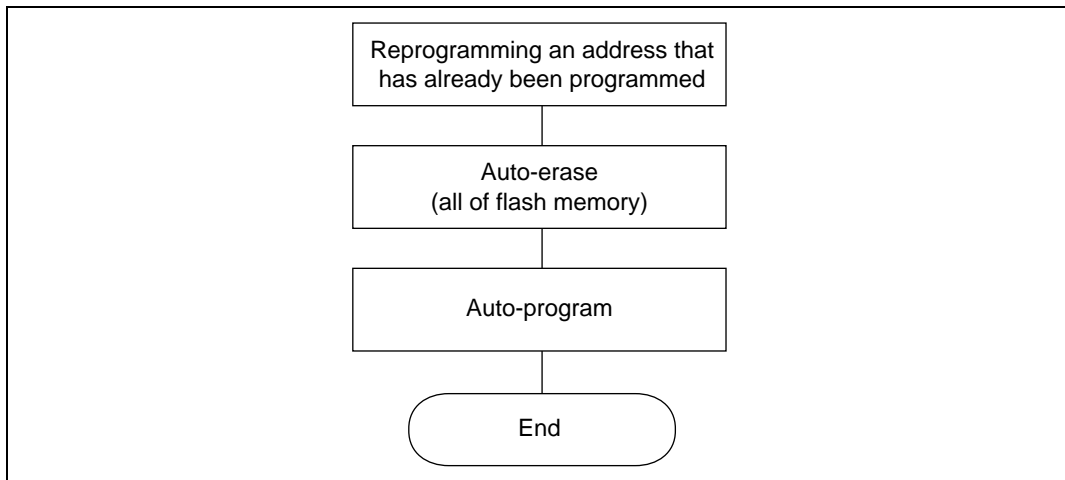 Reprogramming an address that
has already been programmed
Auto-erase
(all of flash memory)
Auto-program
End